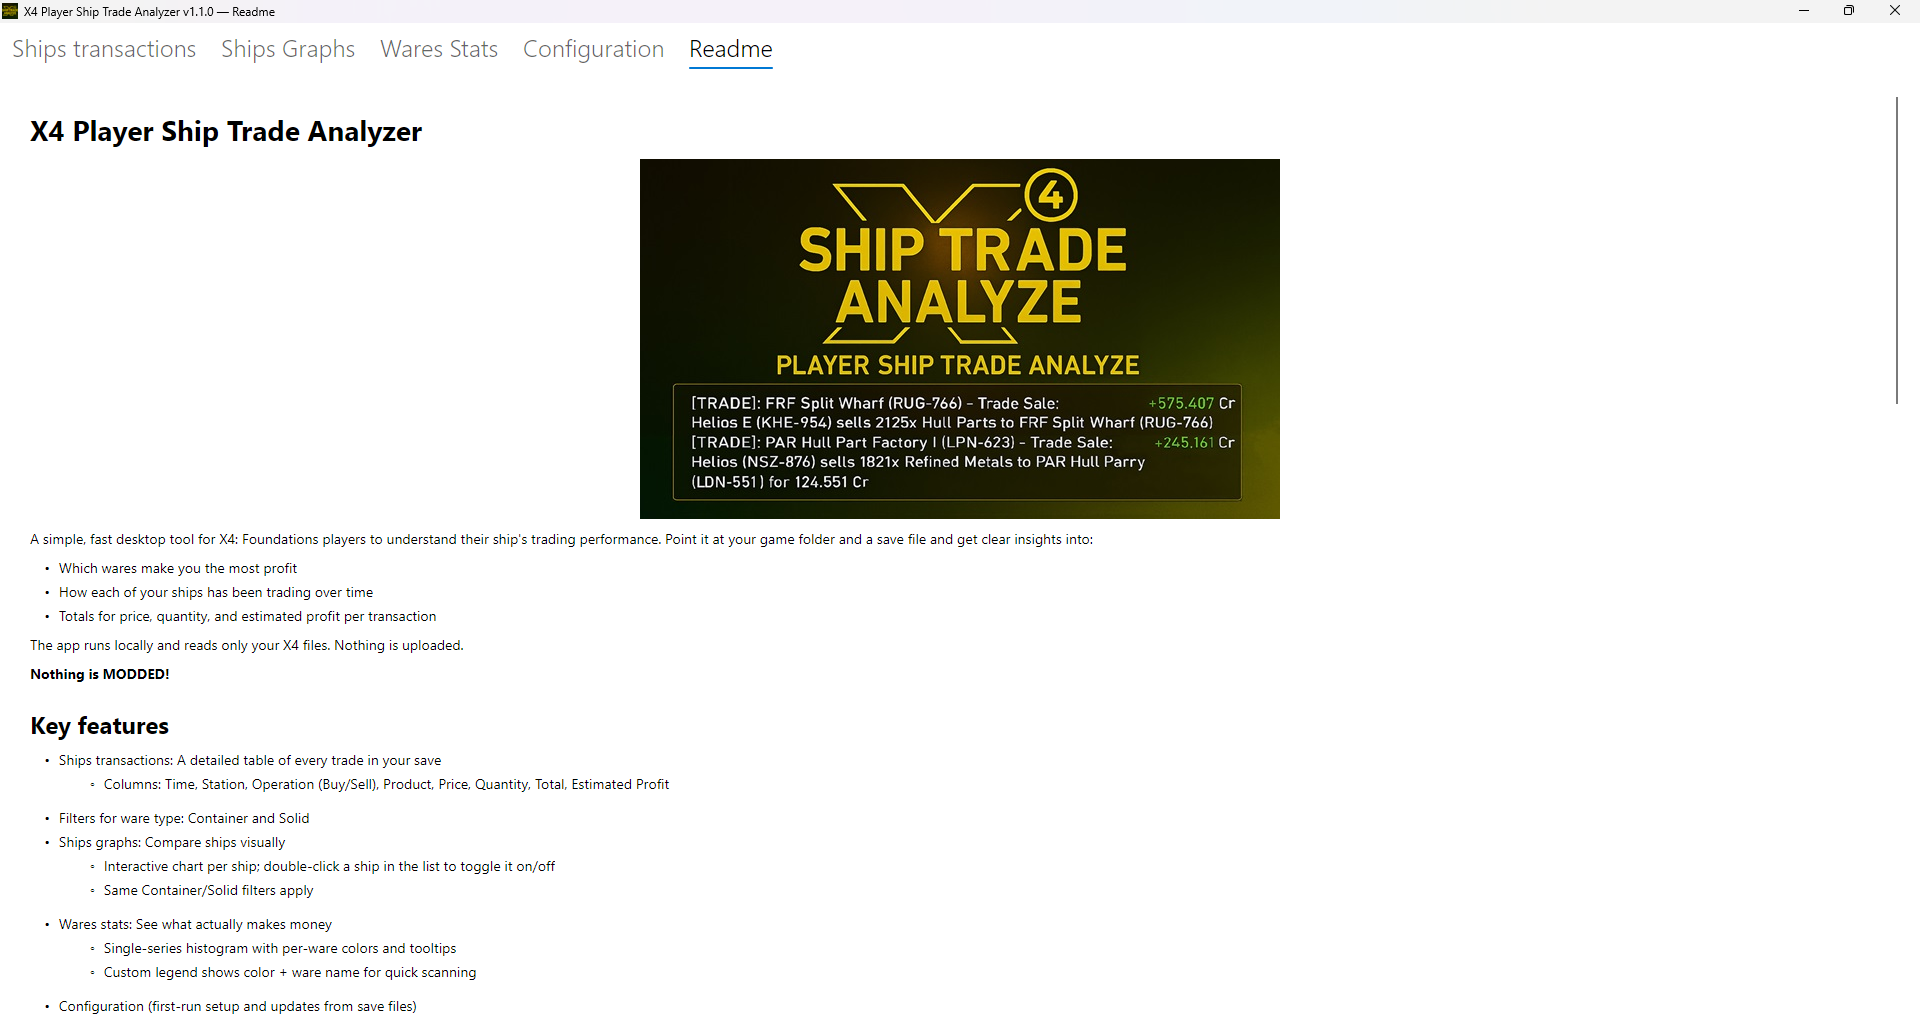 X4 Player Ship Trade Analyzer v1.1.0 — Readme
Ships transactions Ships Graphs Wares Stats Configuration Readme
X4 Player Ship Trade Analyzer
X 4
SHIP TRADE
ANALYZE
PLAYER SHIP TRADE ANALYZE
[TRADE]: FRF Split Wharf (RUG-766) - Trade Sale: +575.407 Cr
Helios E (KHE-954) sells 2125x Hull Parts to FRF Split Wharf (RUG-766)
[TRADE]: PAR Hull Part Factory I (LPN-623) - Trade Sale: +245.161 Cr
Helios (NSZ-876) sells 1821x Refined Metals to PAR Hull Parry
(LDN-551) for 124.551 Cr
A simple, fast desktop tool for X4: Foundations players to understand their ship's trading performance. Point it at your game folder and a save file and get clear insights into:
• Which wares make you the most profit
• How each of your ships has been trading over time
• Totals for price, quantity, and estimated profit per transaction
The app runs locally and reads only your X4 files. Nothing is uploaded.
Nothing is MODDED!
Key features
• Ships transactions: A detailed table of every trade in your save
◦ Columns: Time, Station, Operation (Buy/Sell), Product, Price, Quantity, Total, Estimated Profit
• Filters for ware type: Container and Solid
• Ships graphs: Compare ships visually
◦ Interactive chart per ship; double-click a ship in the list to toggle it on/off
◦ Same Container/Solid filters apply
• Wares stats: See what actually makes money
◦ Single-series histogram with per-ware colors and tooltips
◦ Custom legend shows color + ware name for quick scanning
• Configuration (first-run setup and updates from save files)